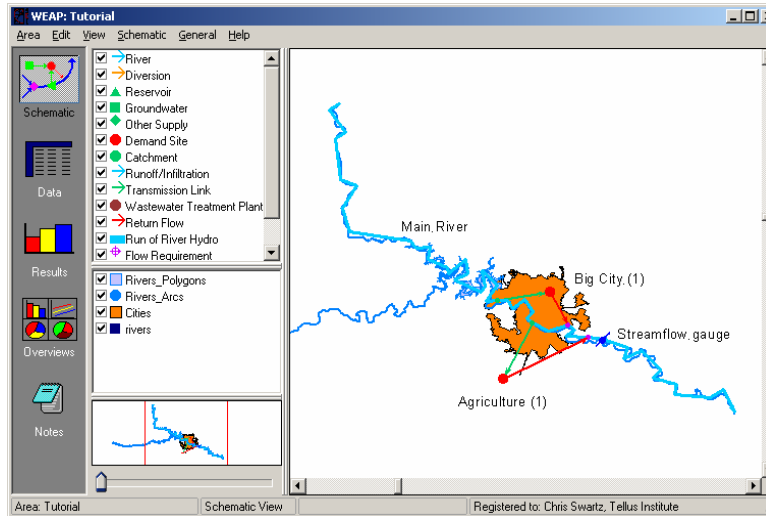 WEAP: Tutorial
Area Edit View Schematic General Help
Schematic
Data
Results
Overviews
Notes
River
Diversion
Reservoir
Groundwater
Other Supply
Demand Site
Catchment
Runoff/Infiltration
Transmission Link
Wastewater Treatment Plant
Return Flow
Run of River Hydro
Flow Requirement
Rivers_Polygons
Rivers_Arcs
Cities
rivers
Main, River
Big City, (1)
Streamflow, gauge
Agriculture (1)
Area: Tutorial
Schematic View
Registered to: Chris Swartz, Tellus Institute